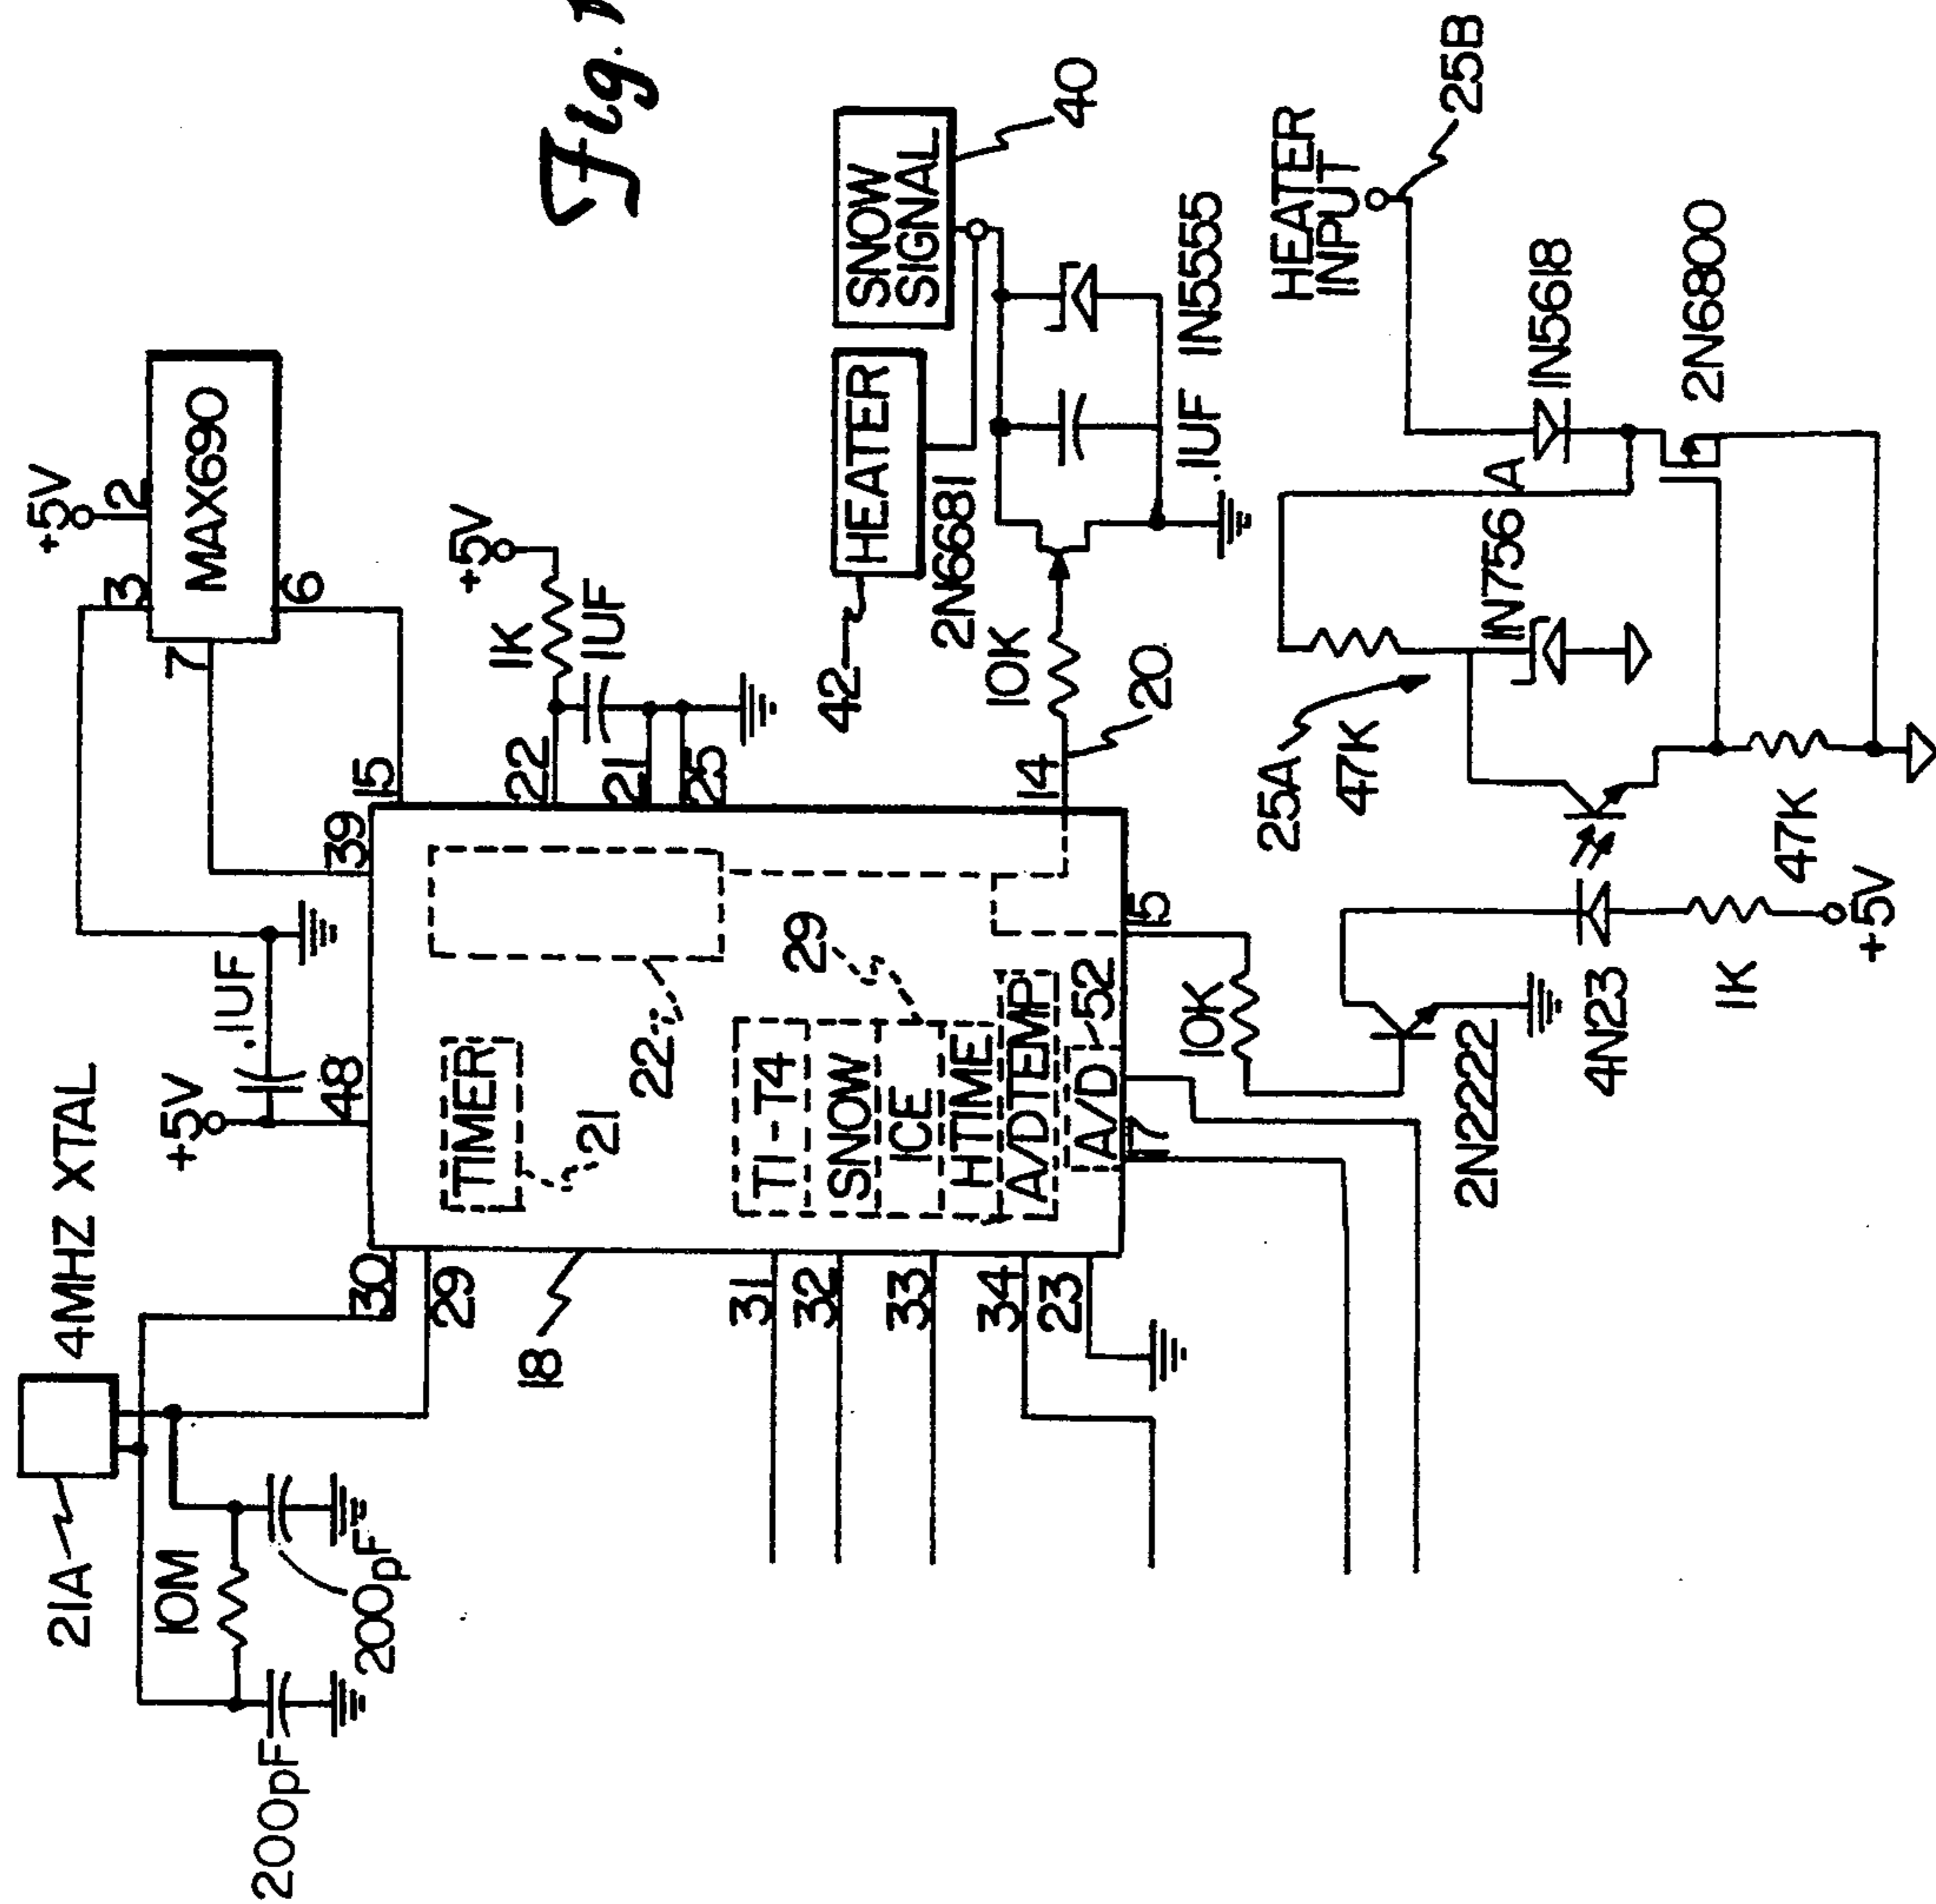 Fig. 1
21A
4MHZ XTAL
10M
200pF
200pF
30
29
+5V
.1UF
48
39
+5V
3
2
7
MAX690
6
15
18
TIMER
21
22
22
21
25
1K
.1UF
+5V
31
32
33
34
23
T1-T4
SNOW
ICE
HTIME
A/DTEMP
A/D
29
52
14
20
10K
42
HEATER
SNOW
SIGNAL
40
2N6681
.1UF
1N5555
17
15
10K
2N2222
4N23
1K
+5V
25A
47K
47K
1N756
A
1N5618
2N6800
HEATER
INPUT
25B